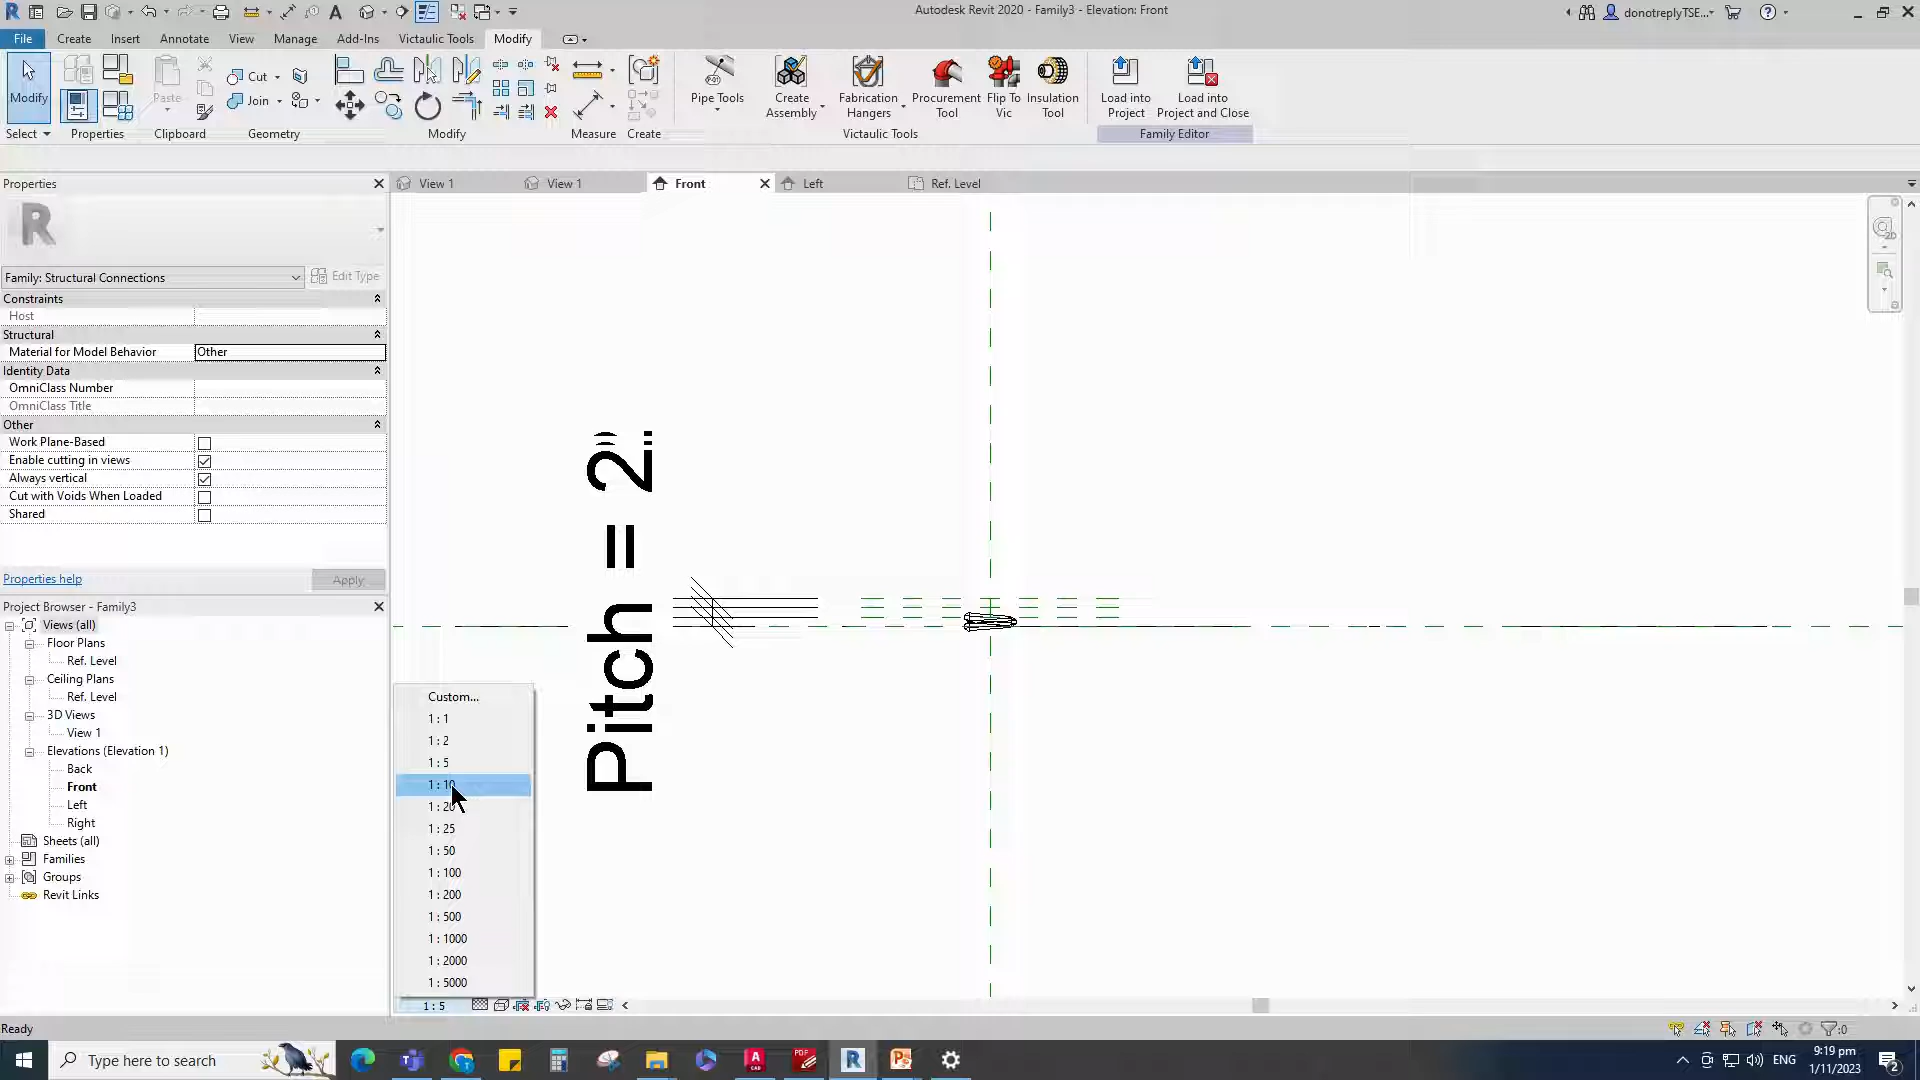 Autodesk Revit 2020 - Family3 - Elevation: Front
donotreplyTSE...
File Create Insert Annotate View Manage Add-Ins Victaulic Tools Modify
Modify
Paste
Cut
Join
Pipe Tools
Create Assembly
Fabrication Hangers
Procurement Tool
Flip To Vic
Insulation Tool
Load into Project
Load into Project and Close
Select Properties Clipboard Geometry Modify Measure Create Victaulic Tools Family Editor
Properties
View 1 View 1 Front Left Ref. Level
Family: Structural Connections
Edit Type
Constraints
Host
Structural
Material for Model Behavior Other
Identity Data
OmniClass Number
OmniClass Title
Other
Work Plane-Based
Enable cutting in views
Always vertical
Cut with Voids When Loaded
Shared
Properties help
Apply
Project Browser - Family3
Views (all)
Floor Plans
Ref. Level
Ceiling Plans
Ref. Level
3D Views
View 1
Elevations (Elevation 1)
Back
Front
Left
Right
Sheets (all)
Families
Groups
Revit Links
Pitch = 2"
Custom...
1 : 1
1 : 2
1 : 5
1 : 10
1 : 20
1 : 25
1 : 50
1 : 100
1 : 200
1 : 500
1 : 1000
1 : 2000
1 : 5000
1 : 5
Ready
:0
Type here to search
ENG
9:19 pm
1/11/2023
2